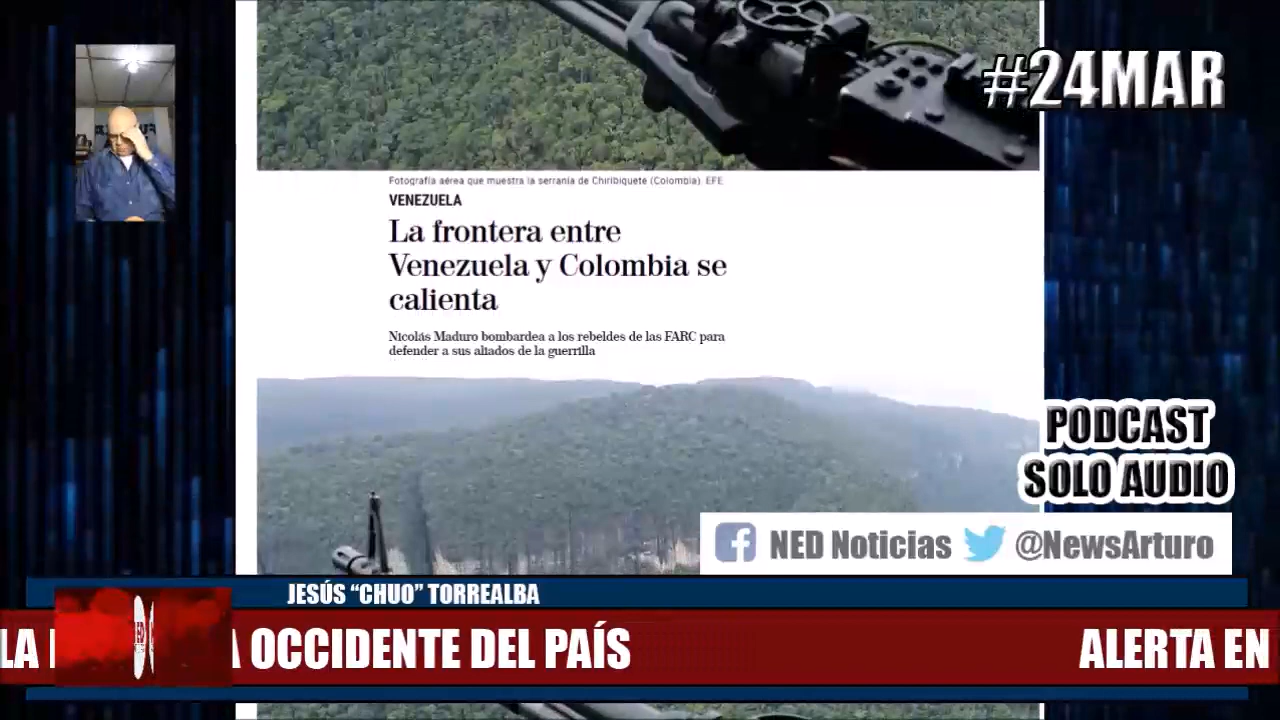 #24MAR
Fotografía aérea que muestra la serranía de Chiribiquete (Colombia). EFE
VENEZUELA
La frontera entre
Venezuela y Colombia se
calienta
Nicolás Maduro bombardea a los rebeldes de las FARC para
defender a sus aliados de la guerrilla
PODCAST
SOLO AUDIO
NED Noticias @NewsArturo
JESÚS “CHUO” TORREALBA
LA
A OCCIDENTE DEL PAÍS
ALERTA EN